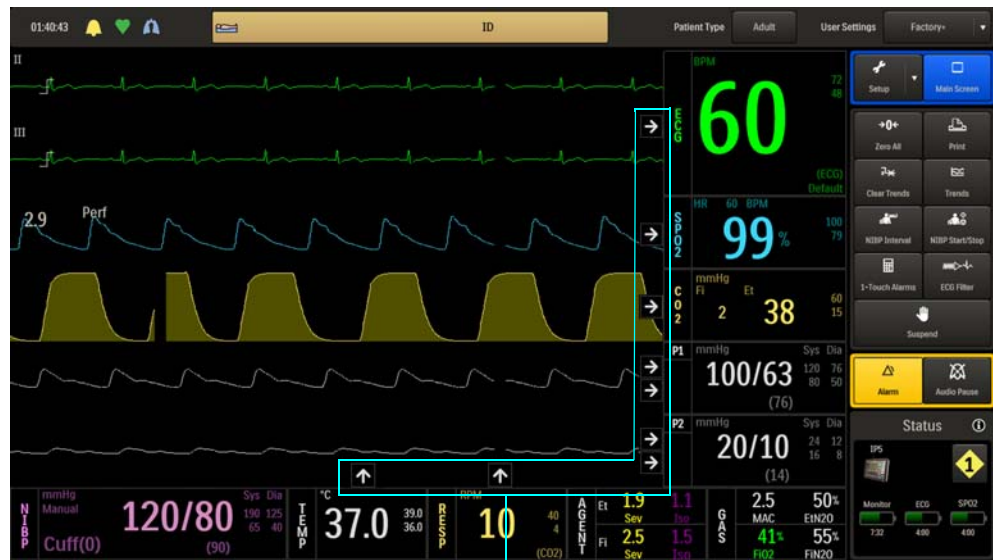 01:40:43 ID Patient Type Adult User Settings Factory+
II
III
2.9 Perf
ECG
BPM
60
72
48
(ECG)
Default
SPO2
HR 60 BPM
99%
100
79
CO2
mmHg
Fi Et
2 38
60
15
P1 mmHg Sys Dia
100/63 120 76
80 50
(76)
P2 mmHg Sys Dia
20/10 24 12
16 8
(14)
NIBP
mmHg Sys Dia
Manual 120/80 190 125
65 40
Cuff(0) (90)
TEMP
°C
37.0 39.0
36.0
RESP
RPM
10 40
4
(CO2)
AGENT
Et 1.9 1.1
Sev Iso
Fi 2.5 1.5
Sev Iso
GAS
2.5 50%
MAC EtN2O
41% 55%
FiO2 FiN2O
Setup Main Screen
→0←
Zero All Print
Clear Trends Trends
NIBP Interval NIBP Start/Stop
1-Touch Alarms ECG Filter
Suspend
Alarm Audio Pause
Status
IP5 1
Monitor ECG SPO2
7:32 4:00 4:00